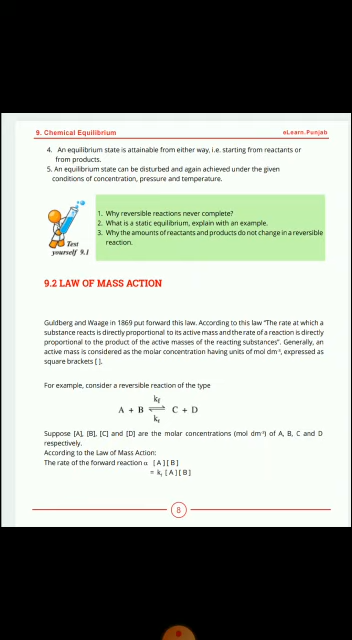 9. Chemical Equilibrium eLearn.Punjab
4. An equilibrium state is attainable from either way, i.e. starting from reactants or
from products.
5. An equilibrium state can be disturbed and again achieved under the given
conditions of concentration, pressure and temperature.
Test
yourself 9.1
1. Why reversible reactions never complete?
2. What is a static equilibrium, explain with an example.
3. Why the amounts of reactants and products do not change in a reversible
reaction.
9.2 LAW OF MASS ACTION
Guldberg and Waage in 1869 put forward this law. According to this law "The rate at which a
substance reacts is directly proportional to its active mass and the rate of a reaction is directly
proportional to the product of the active masses of the reacting substances". Generally, an
active mass is considered as the molar concentration having units of mol dm⁻³, expressed as
square brackets [ ].
For example, consider a reversible reaction of the type
kf
A + B ⇌ C + D
kr
Suppose [A], [B], [C] and [D] are the molar concentrations (mol dm⁻³) of A, B, C and D
respectively.
According to the Law of Mass Action:
The rate of the forward reaction α [ A ] [ B ]
= kf [ A ] [ B ]
8